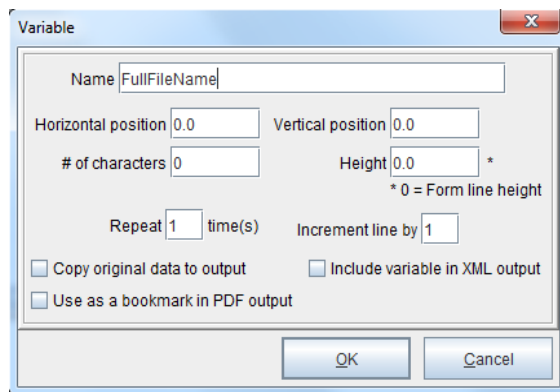 Variable
Name FullFileName
Horizontal position 0.0 Vertical position 0.0
# of characters 0 Height 0.0 *
* 0 = Form line height
Repeat 1 time(s) Increment line by 1
Copy original data to output Include variable in XML output
Use as a bookmark in PDF output
OK Cancel